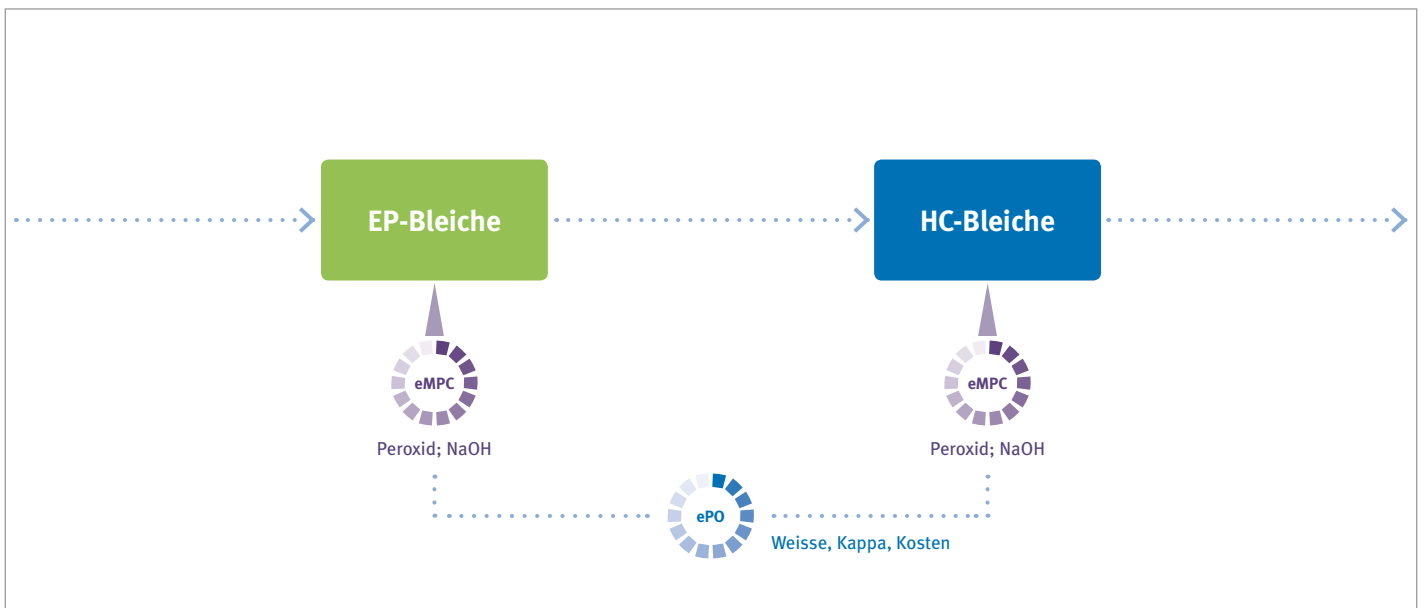 EP-Bleiche
HC-Bleiche
eMPC
eMPC
Peroxid; NaOH
Peroxid; NaOH
ePO
Weisse, Kappa, Kosten